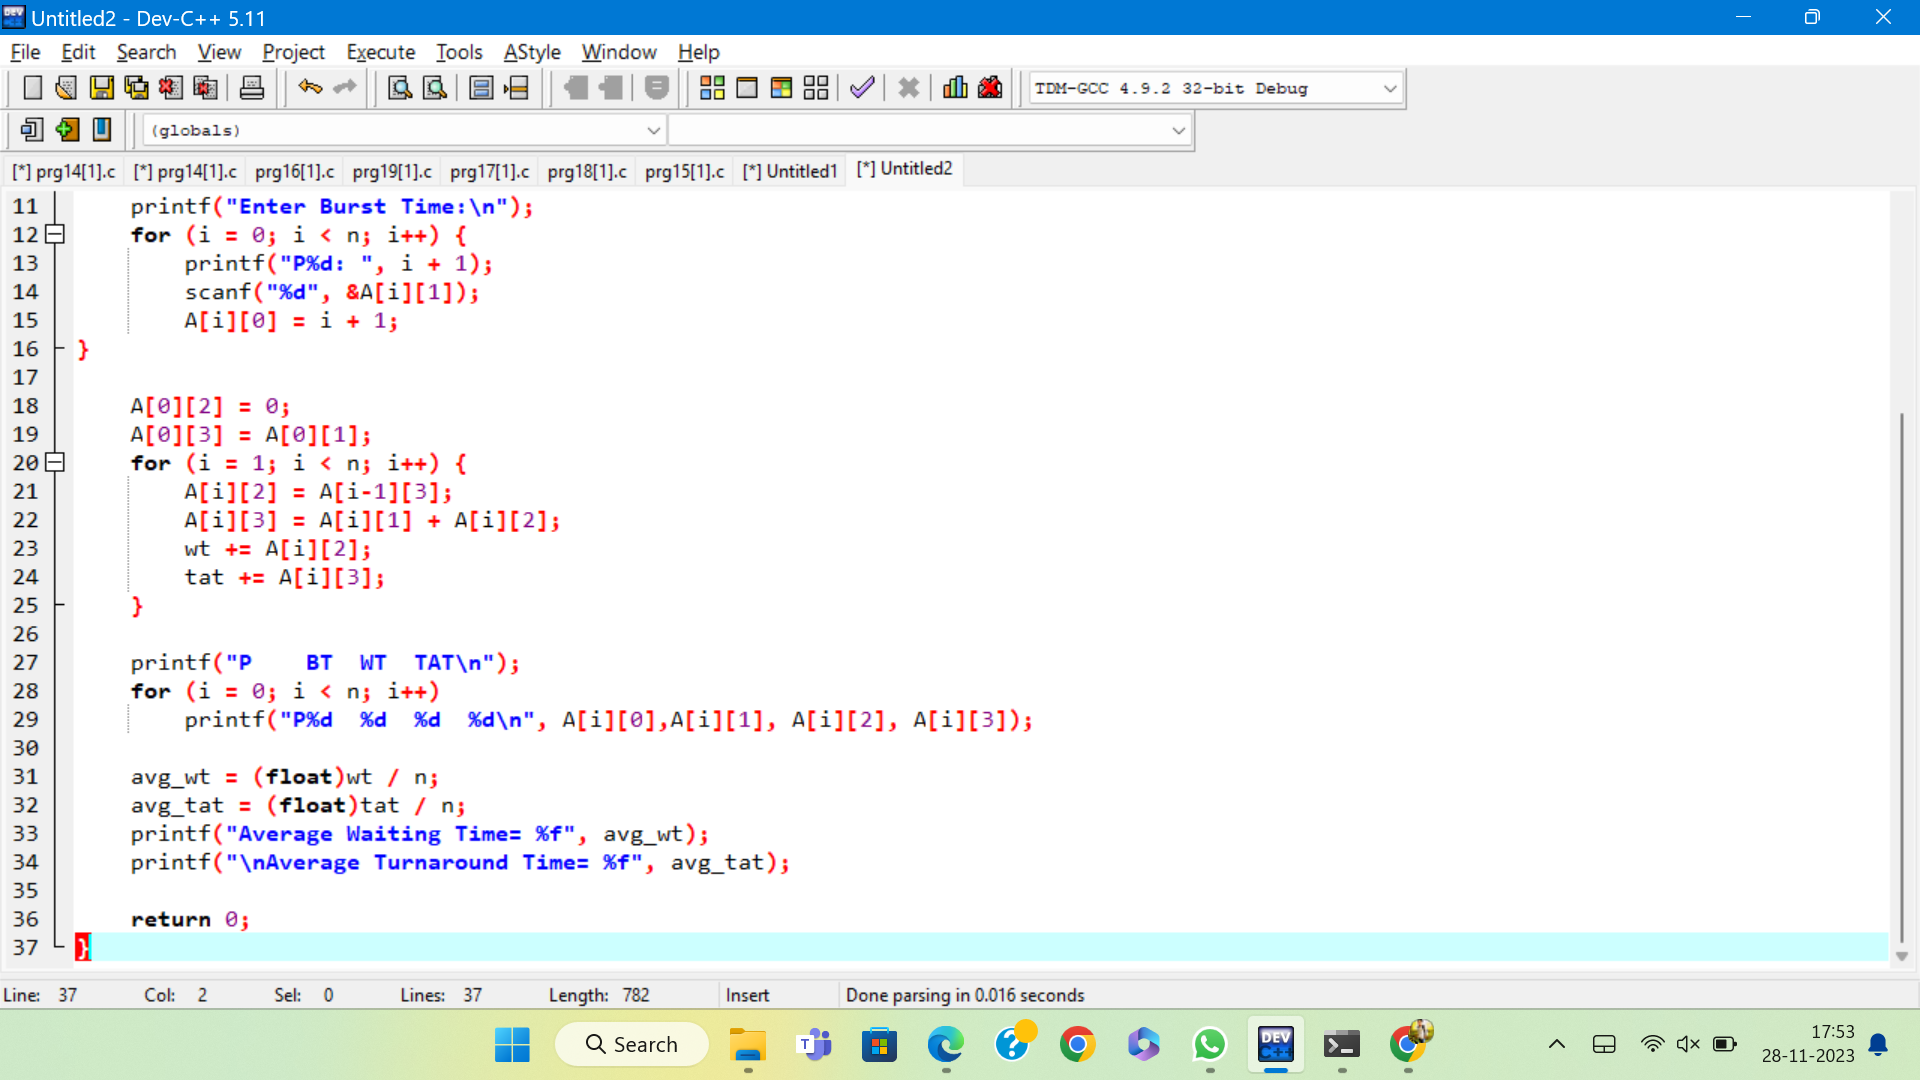 Untitled2 - Dev-C++ 5.11
File Edit Search View Project Execute Tools AStyle Window Help
TDM-GCC 4.9.2 32-bit Debug
(globals)
[*] prg14[1].c [*] prg14[1].c prg16[1].c prg19[1].c prg17[1].c prg18[1].c prg15[1].c [*] Untitled1 [*] Untitled2
11 printf("Enter Burst Time:\n");
12 for (i = 0; i < n; i++) {
13 printf("P%d: ", i + 1);
14 scanf("%d", &A[i][1]);
15 A[i][0] = i + 1;
16 }
17
18 A[0][2] = 0;
19 A[0][3] = A[0][1];
20 for (i = 1; i < n; i++) {
21 A[i][2] = A[i-1][3];
22 A[i][3] = A[i][1] + A[i][2];
23 wt += A[i][2];
24 tat += A[i][3];
25 }
26
27 printf("P    BT  WT  TAT\n");
28 for (i = 0; i < n; i++)
29 printf("P%d  %d  %d  %d\n", A[i][0],A[i][1], A[i][2], A[i][3]);
30
31 avg_wt = (float)wt / n;
32 avg_tat = (float)tat / n;
33 printf("Average Waiting Time= %f", avg_wt);
34 printf("\nAverage Turnaround Time= %f", avg_tat);
35
36 return 0;
37 }
Line: 37 Col: 2 Sel: 0 Lines: 37 Length: 782 Insert Done parsing in 0.016 seconds
Search
DEV
C++
17:53
28-11-2023